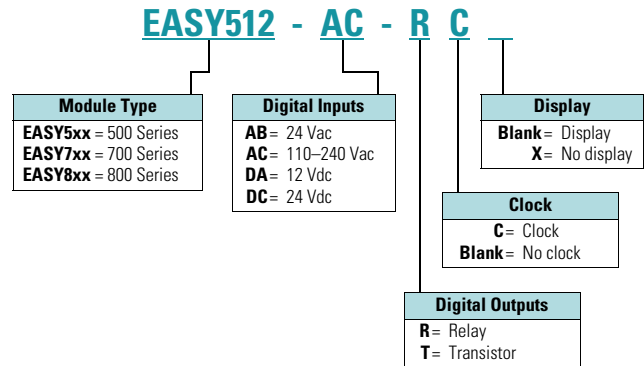 EASY512 - AC - R C _
Module Type
EASY5xx = 500 Series
EASY7xx = 700 Series
EASY8xx = 800 Series
Digital Inputs
AB = 24 Vac
AC = 110–240 Vac
DA = 12 Vdc
DC = 24 Vdc
Display
Blank = Display
X = No display
Clock
C = Clock
Blank = No clock
Digital Outputs
R = Relay
T = Transistor